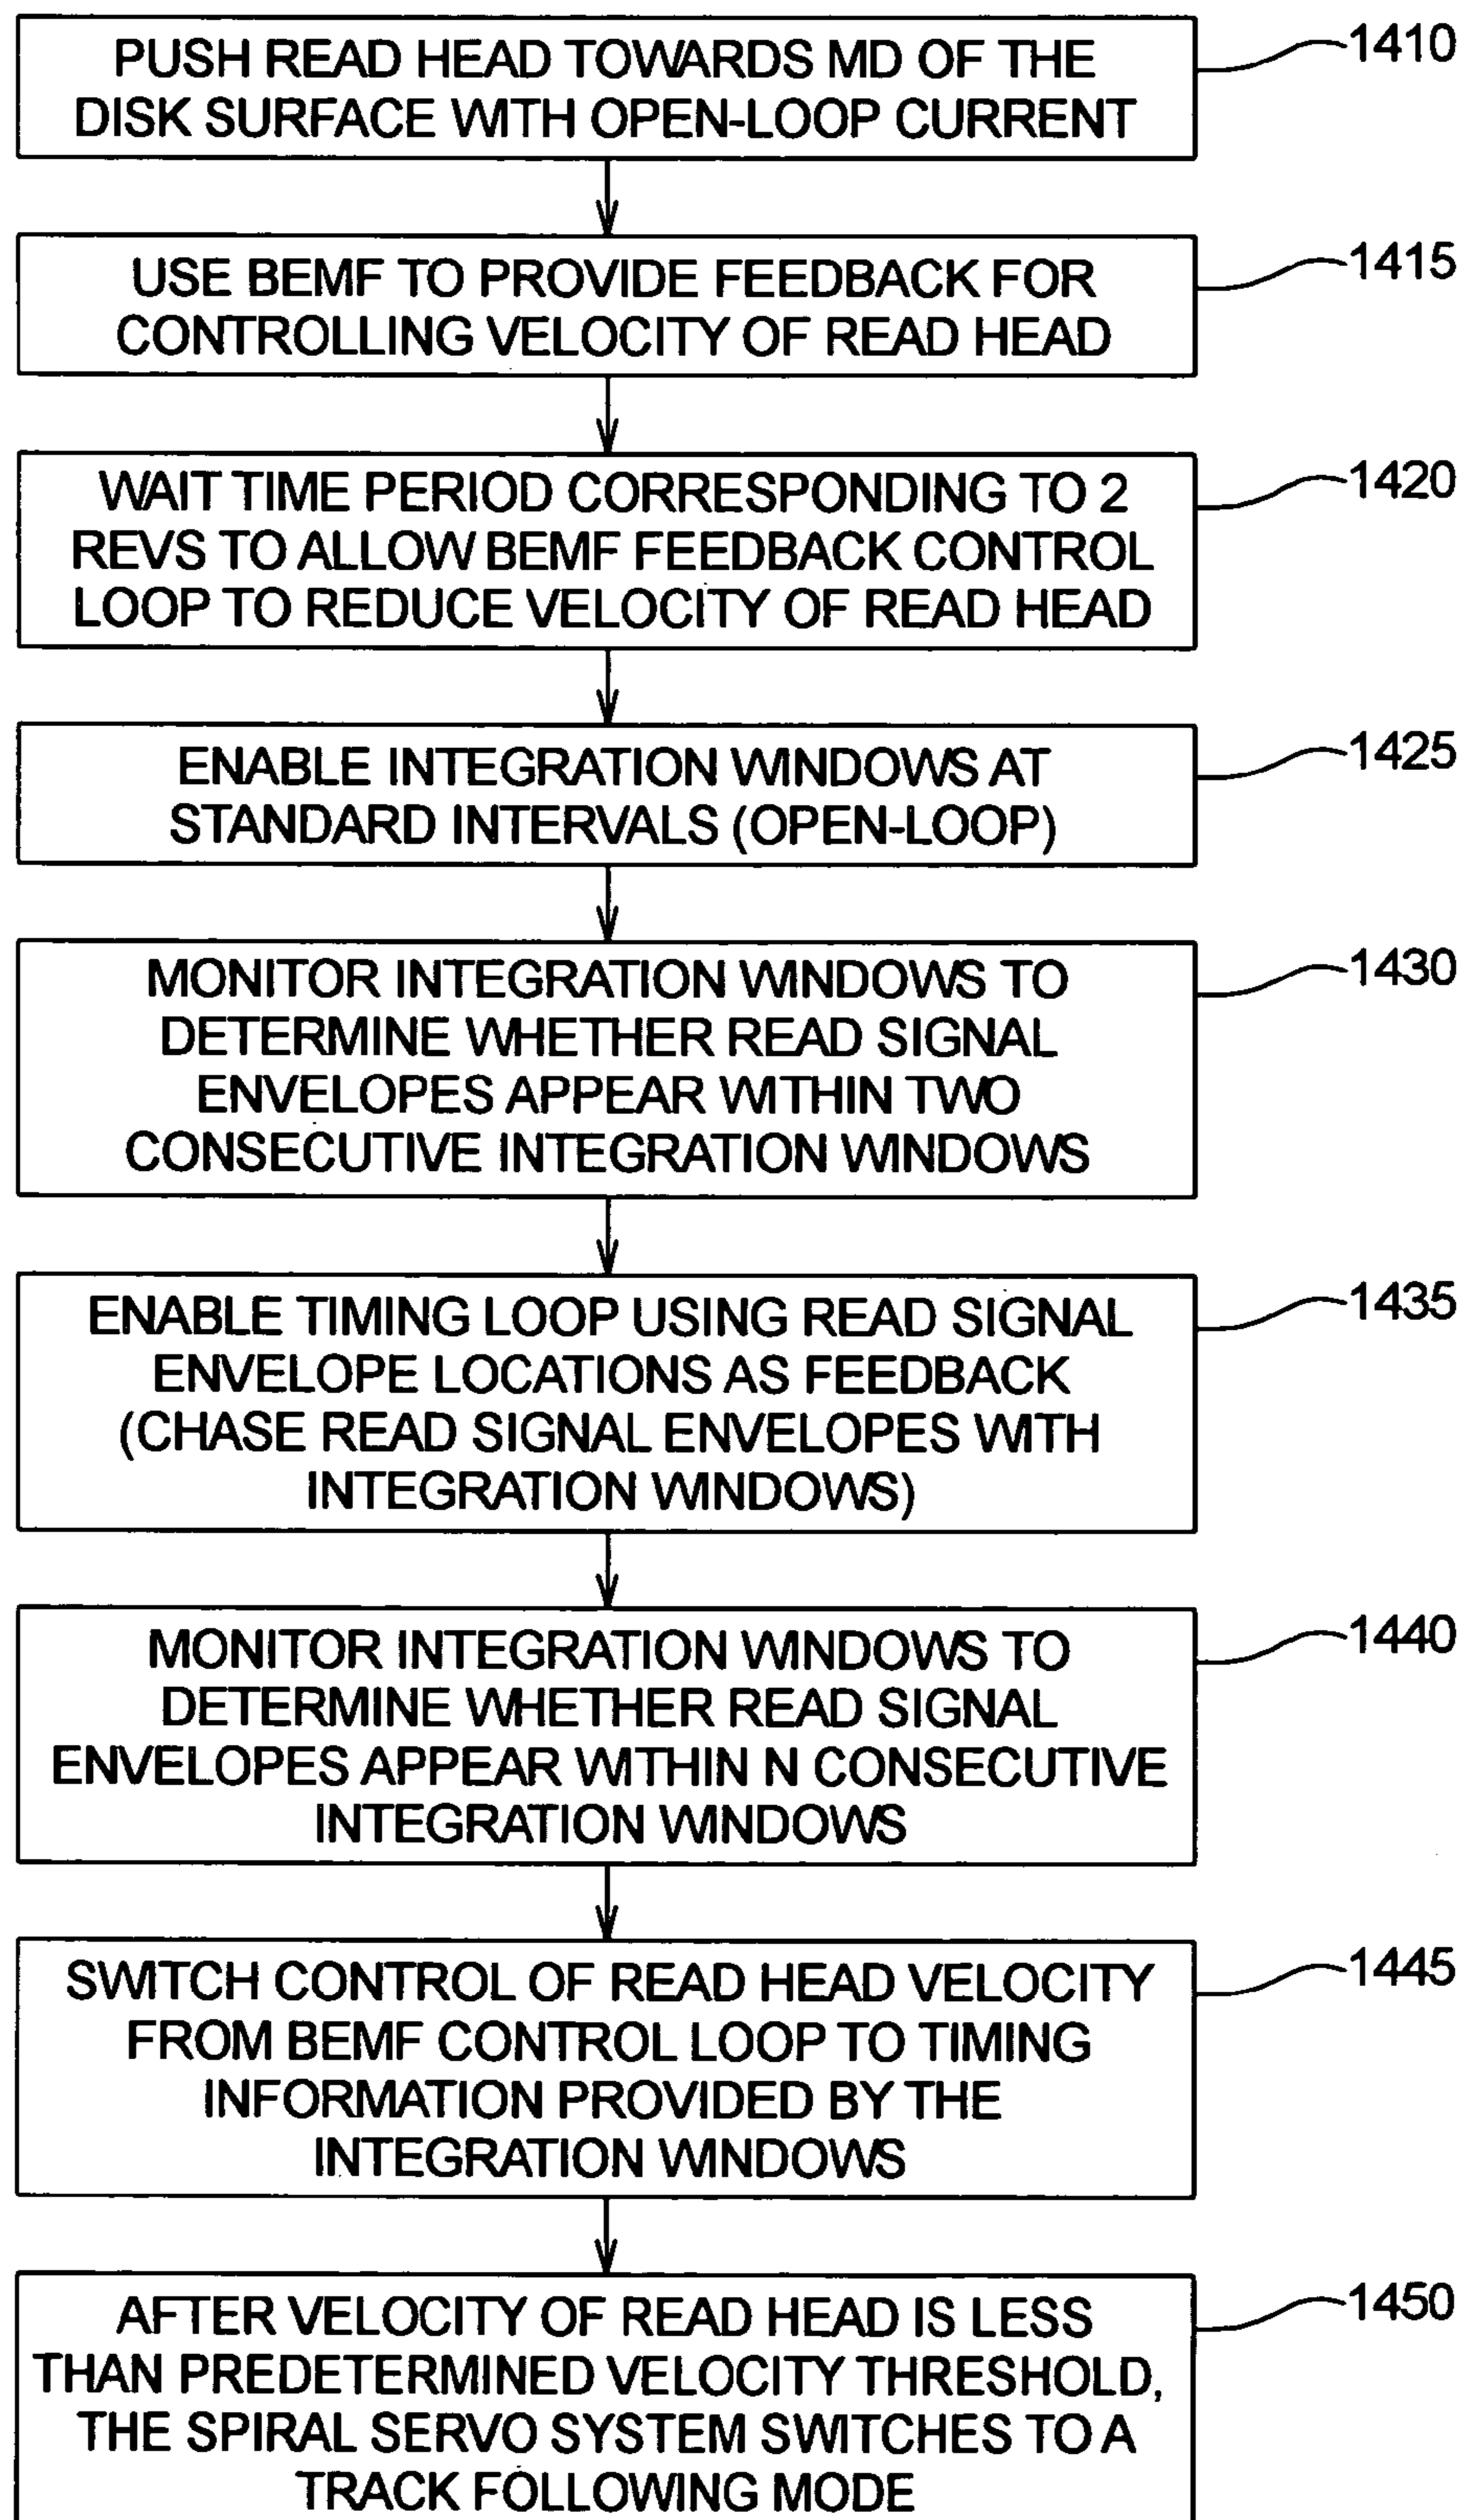 PUSH READ HEAD TOWARDS MD OF THE
DISK SURFACE WITH OPEN-LOOP CURRENT
1410
USE BEMF TO PROVIDE FEEDBACK FOR
CONTROLLING VELOCITY OF READ HEAD
1415
WAIT TIME PERIOD CORRESPONDING TO 2
REVS TO ALLOW BEMF FEEDBACK CONTROL
LOOP TO REDUCE VELOCITY OF READ HEAD
1420
ENABLE INTEGRATION WINDOWS AT
STANDARD INTERVALS (OPEN-LOOP)
1425
MONITOR INTEGRATION WINDOWS TO
DETERMINE WHETHER READ SIGNAL
ENVELOPES APPEAR WITHIN TWO
CONSECUTIVE INTEGRATION WINDOWS
1430
ENABLE TIMING LOOP USING READ SIGNAL
ENVELOPE LOCATIONS AS FEEDBACK
(CHASE READ SIGNAL ENVELOPES WITH
INTEGRATION WINDOWS)
1435
MONITOR INTEGRATION WINDOWS TO
DETERMINE WHETHER READ SIGNAL
ENVELOPES APPEAR WITHIN N CONSECUTIVE
INTEGRATION WINDOWS
1440
SWITCH CONTROL OF READ HEAD VELOCITY
FROM BEMF CONTROL LOOP TO TIMING
INFORMATION PROVIDED BY THE
INTEGRATION WINDOWS
1445
AFTER VELOCITY OF READ HEAD IS LESS
THAN PREDETERMINED VELOCITY THRESHOLD,
THE SPIRAL SERVO SYSTEM SWITCHES TO A
TRACK FOLLOWING MODE
1450